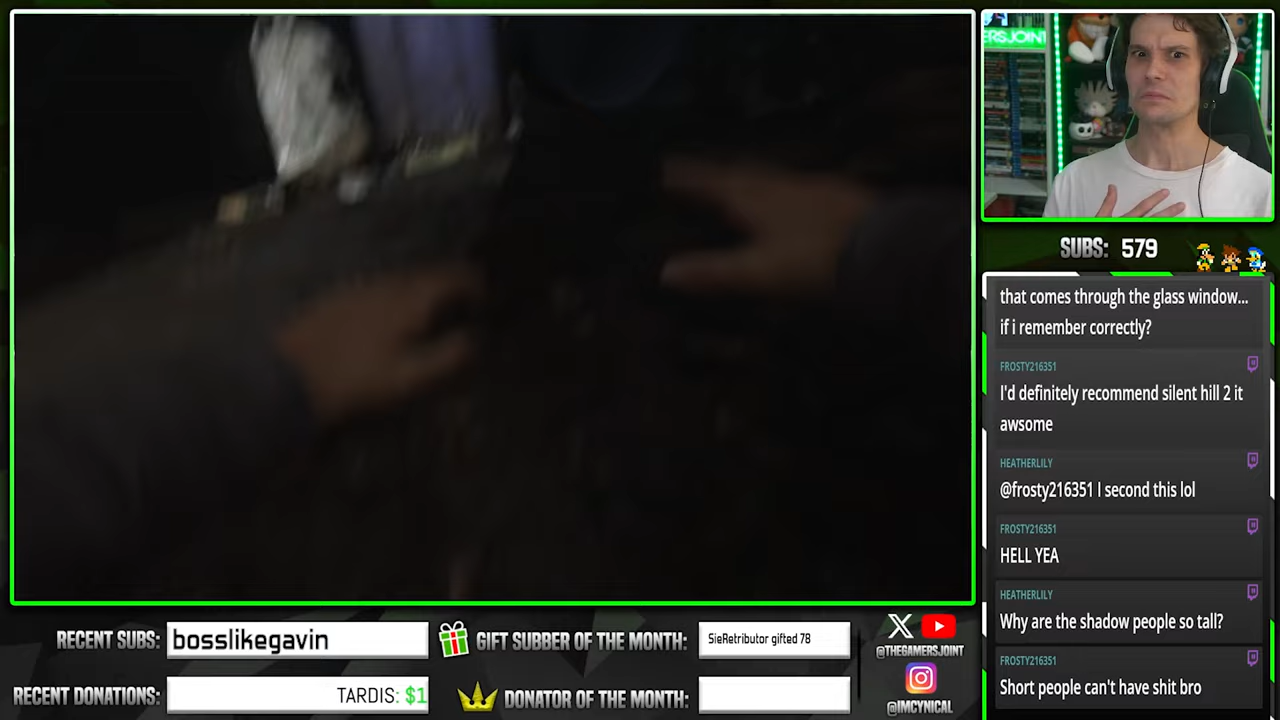 ERSJOINT
SUBS: 579
that comes through the glass window...
if i remember correctly?
FROSTY216351
I'd definitely recommend silent hill 2 it
awsome
HEATHERLILY
@frosty216351 I second this lol
FROSTY216351
HELL YEA
HEATHERLILY
Why are the shadow people so tall?
FROSTY216351
Short people can't have shit bro
RECENT SUBS: bosslikegavin
GIFT SUBBER OF THE MONTH: SieRetributor gifted 78
@THEGAMERSJOINT
RECENT DONATIONS: TARDIS: $1
DONATOR OF THE MONTH:
@IMCYNICAL